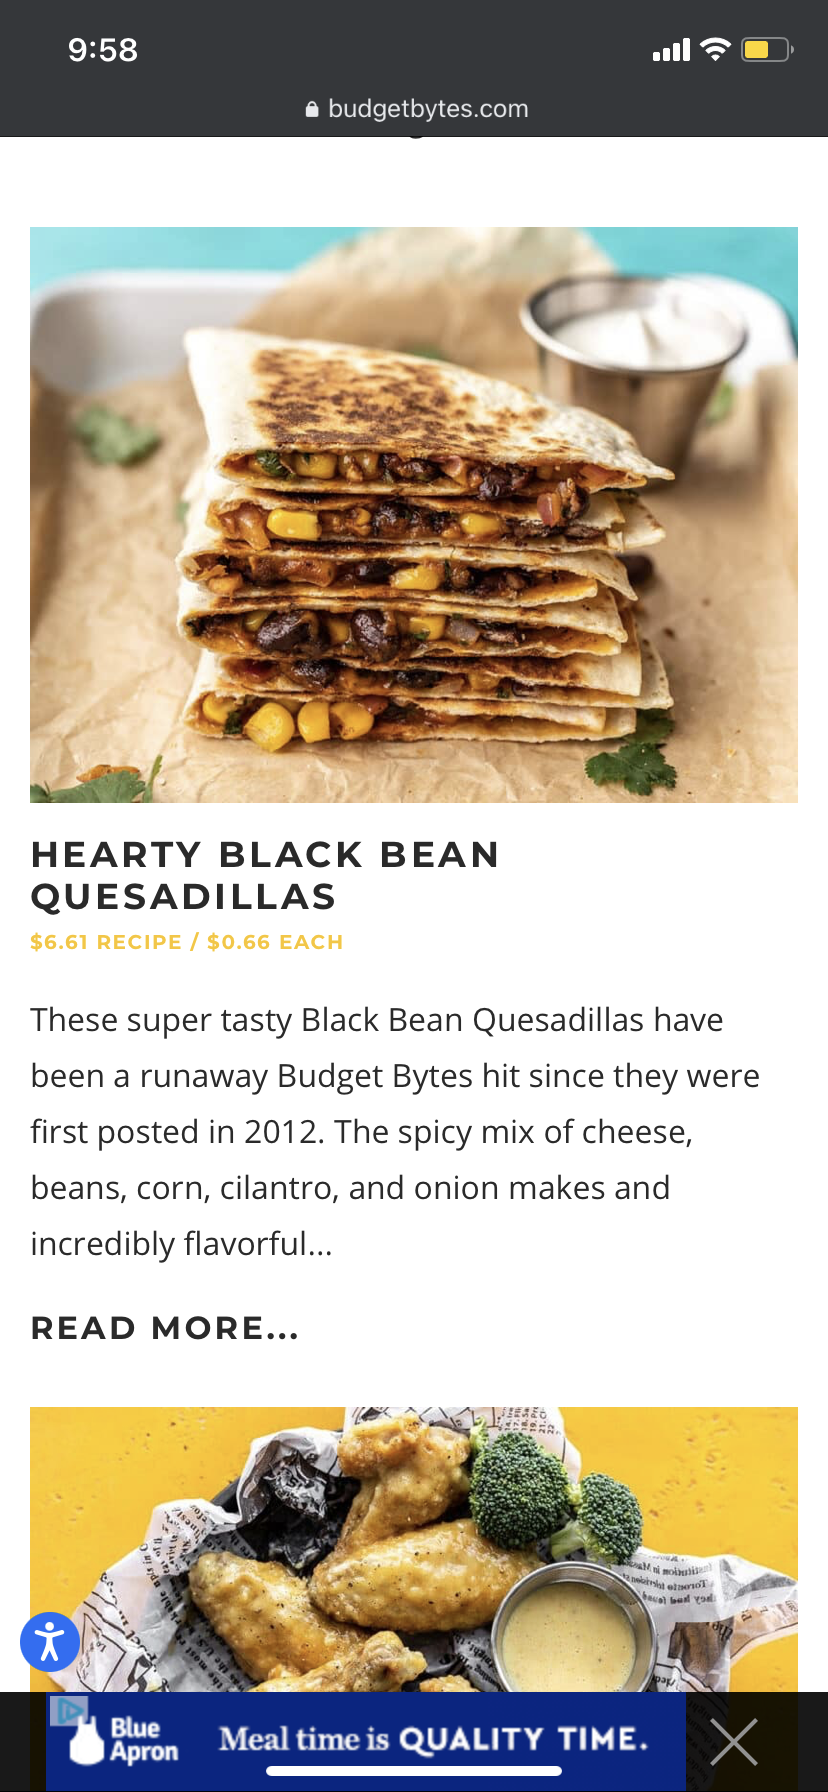 9:58
budgetbytes.com
HEARTY BLACK BEAN
QUESADILLAS
$6.61 RECIPE / $0.66 EACH
These super tasty Black Bean Quesadillas have
been a runaway Budget Bytes hit since they were
first posted in 2012. The spicy mix of cheese,
beans, corn, cilantro, and onion makes and
incredibly flavorful...
READ MORE...
Blue
Apron
Meal time is QUALITY TIME.